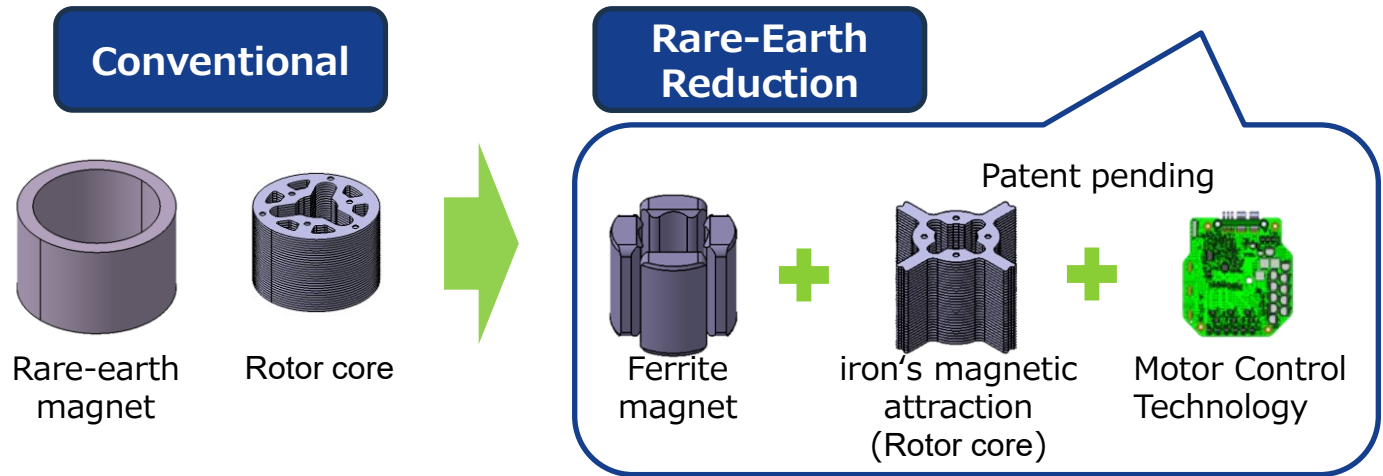 Conventional
Rare-Earth
Reduction
Patent pending
Rare-earth
magnet
Rotor core
Ferrite
magnet
iron‘s magnetic
attraction
(Rotor core)
Motor Control
Technology